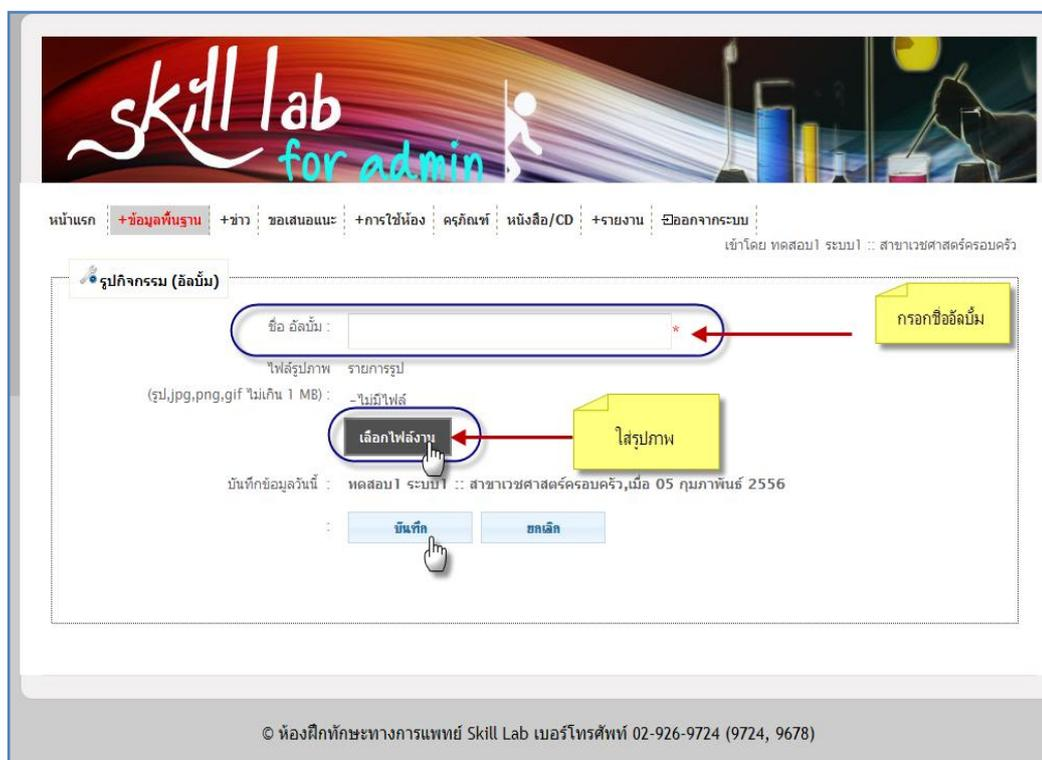 skill lab
for admin
หน้าแรก +ข้อมูลพื้นฐาน +ข่าว ขอเสนอแนะ +การใช้ห้อง ครุภัณฑ์ หนังสือ/CD +รายงาน ออกจากระบบ
เข้าโดย ทดสอบ1 ระบบ1 :: สาขาเวชศาสตร์ครอบครัว
รูปกิจกรรม (อัลบั้ม)
ชื่อ อัลบั้ม : *
กรอกชื่ออัลบั้ม
ไฟล์รูปภาพ รายการรูป
(รูป,jpg,png,gif ไม่เกิน 1 MB) : -ไม่มีไฟล์
เลือกไฟล์งาน
ใส่รูปภาพ
บันทึกข้อมูลวันนี้ : ทดสอบ1 ระบบ1 :: สาขาเวชศาสตร์ครอบครัว,เมื่อ 05 กุมภาพันธ์ 2556
: บันทึก ยกเลิก
© ห้องฝึกทักษะทางการแพทย์ Skill Lab เบอร์โทรศัพท์ 02-926-9724 (9724, 9678)